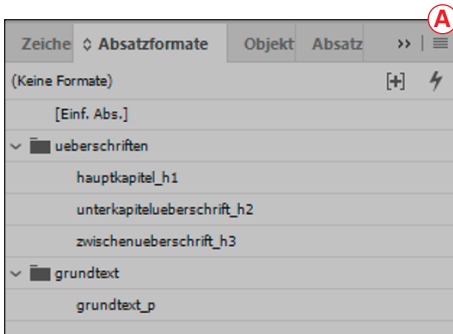 A
Zeiche Absatzformate Objekt Absatz
(Keine Formate)
[Einf. Abs.]
ueberschriften
hauptkapitel_h1
unterkapitelueberschrift_h2
zwischenueberschrift_h3
grundtext
grundtext_p